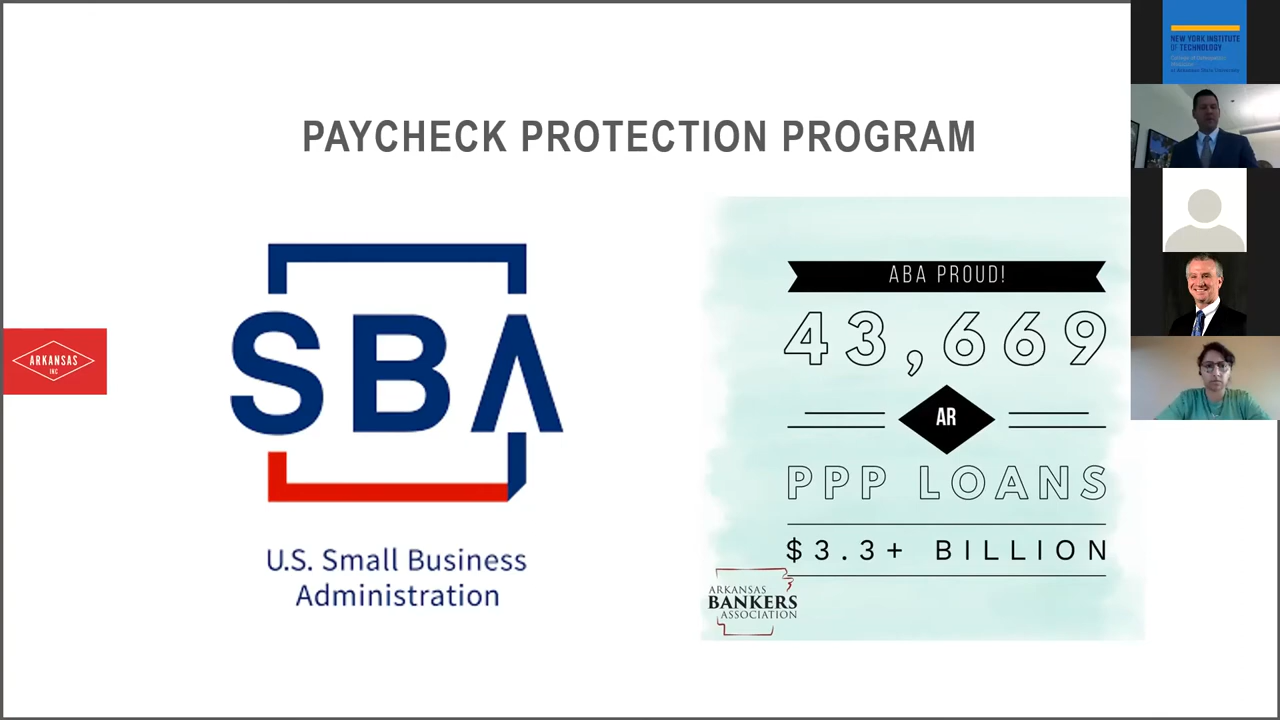 PAYCHECK PROTECTION PROGRAM
ARKANSAS
INC
SBA
U.S. Small Business
Administration
ABA PROUD!
43,669
AR
PPP LOANS
$3.3+ BILLION
ARKANSAS
BANKERS
ASSOCIATION
NEW YORK INSTITUTE
OF TECHNOLOGY